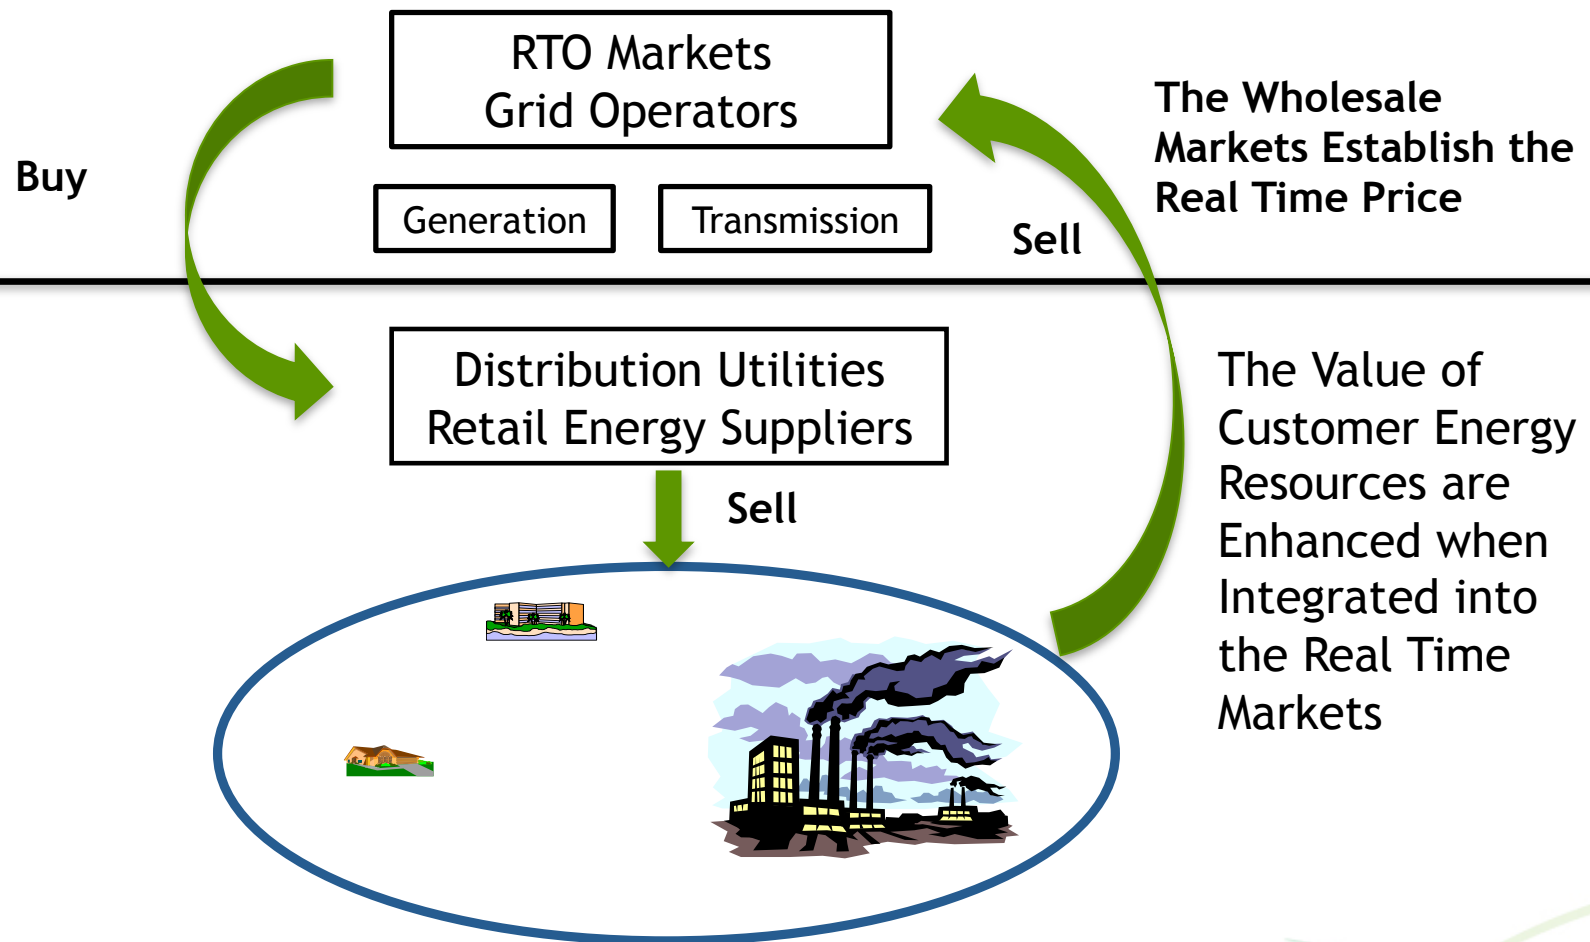 RTO Markets
Grid Operators
The Wholesale
Markets Establish the
Real Time Price
Buy
Generation
Transmission
Sell
Distribution Utilities
Retail Energy Suppliers
The Value of
Customer Energy
Resources are
Enhanced when
Integrated into
the Real Time
Markets
Sell